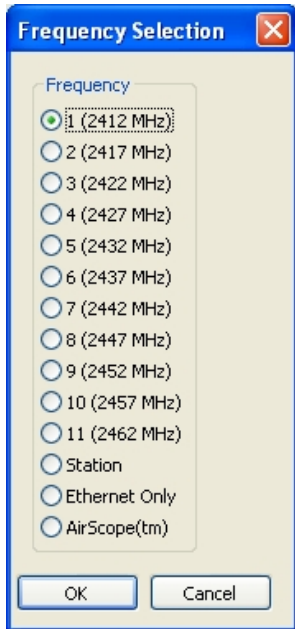 Frequency Selection
Frequency
1 (2412 MHz)
2 (2417 MHz)
3 (2422 MHz)
4 (2427 MHz)
5 (2432 MHz)
6 (2437 MHz)
7 (2442 MHz)
8 (2447 MHz)
9 (2452 MHz)
10 (2457 MHz)
11 (2462 MHz)
Station
Ethernet Only
AirScope(tm)
OK Cancel